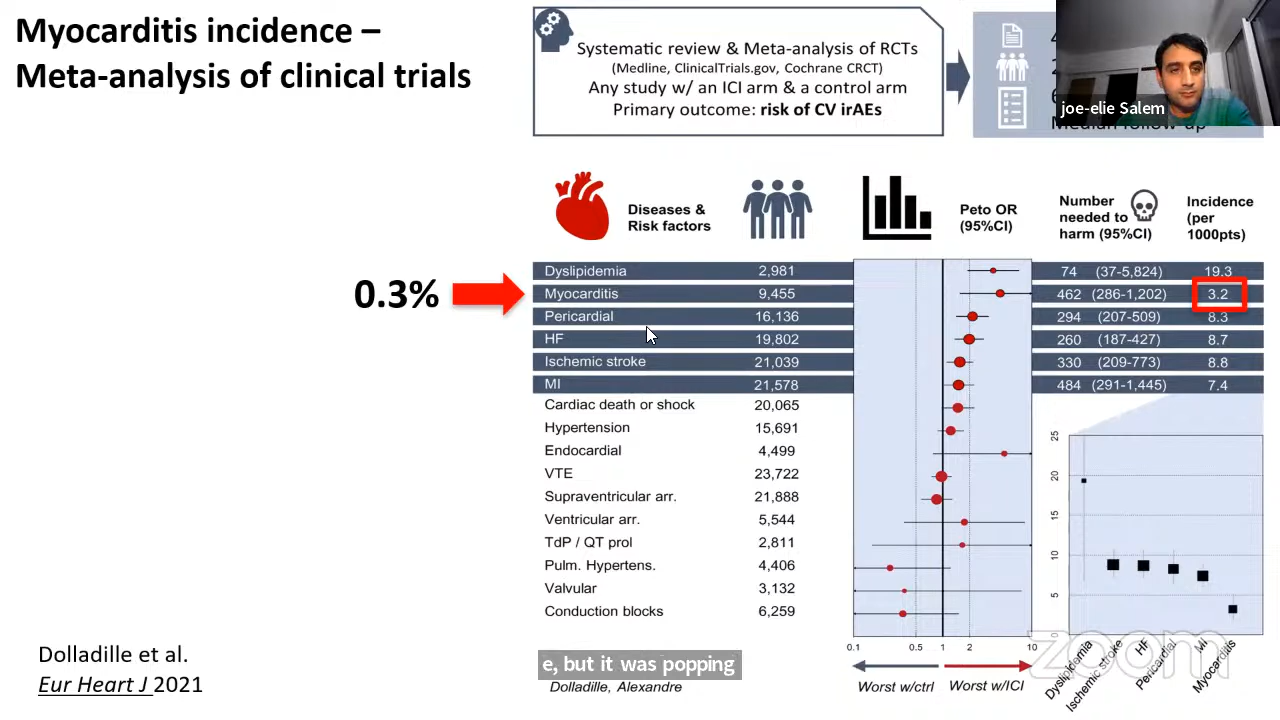 Myocarditis incidence –
Meta-analysis of clinical trials
Systematic review & Meta-analysis of RCTs
(Medline, ClinicalTrials.gov, Cochrane CRCT)
Any study w/ an ICI arm & a control arm
Primary outcome: risk of CV irAEs
joe-elie Salem
Median follow-up
Diseases &
Risk factors
Peto OR
(95%CI)
Number
needed to
harm (95%CI)
Incidence
(per
1000pts)
0.3%
Dyslipidemia 2,981 74 (37-5,824) 19.3
Myocarditis 9,455 462 (286-1,202) 3.2
Pericardial 16,136 294 (207-509) 8.3
HF 19,802 260 (187-427) 8.7
Ischemic stroke 21,039 330 (209-773) 8.8
MI 21,578 484 (291-1,445) 7.4
Cardiac death or shock 20,065
Hypertension 15,691
Endocardial 4,499
VTE 23,722
Supraventricular arr. 21,888
Ventricular arr. 5,544
TdP / QT prol 2,811
Pulm. Hypertens. 4,406
Valvular 3,132
Conduction blocks 6,259
0.1 0.5 1 2 10
Worst w/ctrl Worst w/ICI
25
20
15
10
5
0
Dyslipidemia
Ischemic stroke
HF
Pericardial
MI
Myocarditis
zoom
Dolladille et al.
Eur Heart J 2021
e, but it was popping
Dolladille, Alexandre